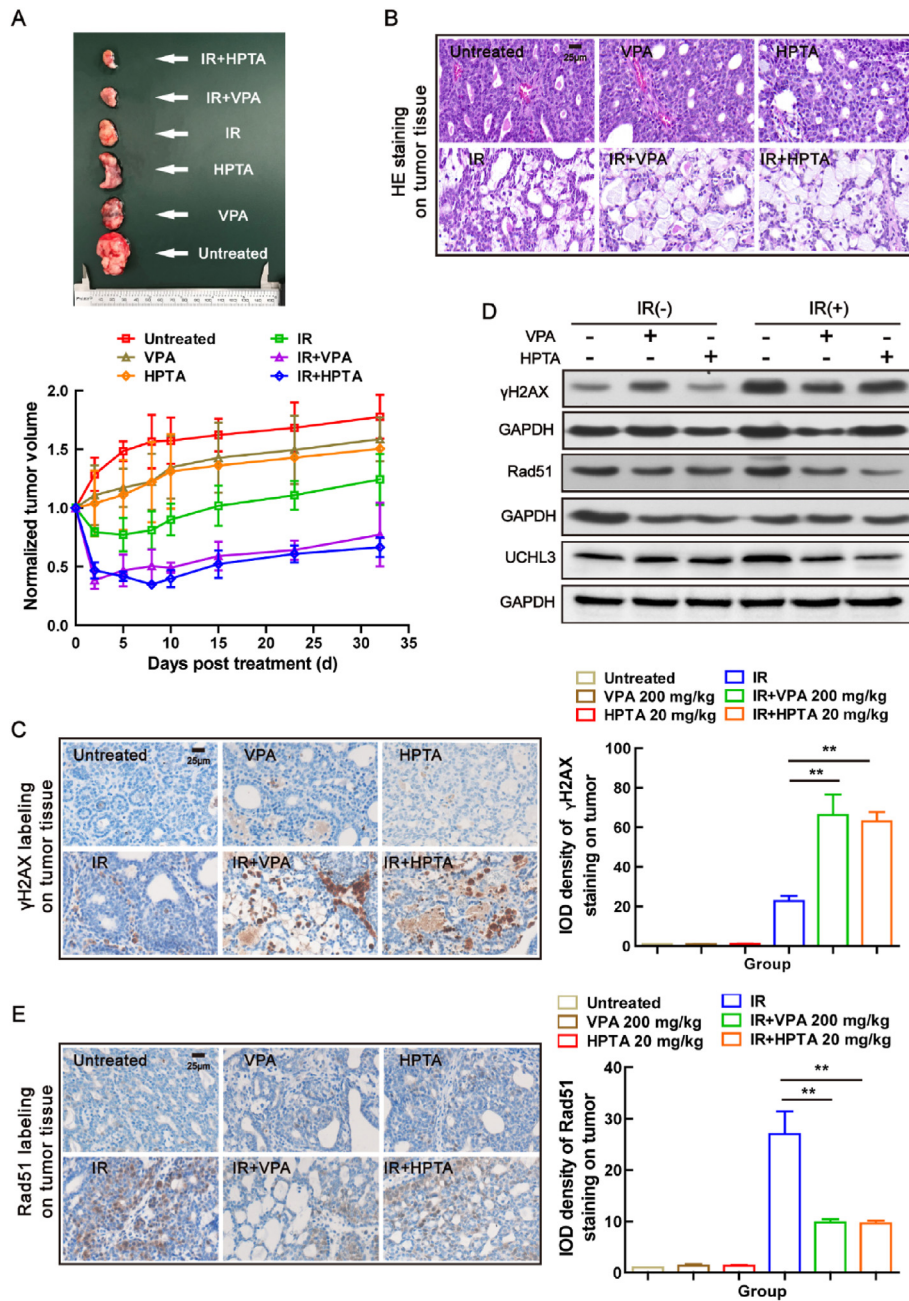 A
IR+HPTA
IR+VPA
IR
HPTA
VPA
Untreated
Untreated
VPA
HPTA
IR
IR+VPA
IR+HPTA
Normalized tumor volume
2.0
1.5
1.0
0.5
0.0
0 5 10 15 20 25 30 35
Days post treatment (d)
B
HE staining
on tumor tissue
Untreated
25μm
VPA
HPTA
IR
IR+VPA
IR+HPTA
D
IR(-) IR(+)
VPA - + - - + -
HPTA - - + - - +
γH2AX
GAPDH
Rad51
GAPDH
UCHL3
GAPDH
C
γH2AX labeling
on tumor tissue
Untreated
25μm
VPA
HPTA
IR
IR+VPA
IR+HPTA
Untreated
VPA 200 mg/kg
HPTA 20 mg/kg
IR
IR+VPA 200 mg/kg
IR+HPTA 20 mg/kg
IOD density of γH2AX
staining on tumor
100
80
60
40
20
0
**
**
Group
E
Rad51 labeling
on tumor tissue
Untreated
25μm
VPA
HPTA
IR
IR+VPA
IR+HPTA
Untreated
VPA 200 mg/kg
HPTA 20 mg/kg
IR
IR+VPA 200 mg/kg
IR+HPTA 20 mg/kg
IOD density of Rad51
staining on tumor
40
30
20
10
0
**
**
Group